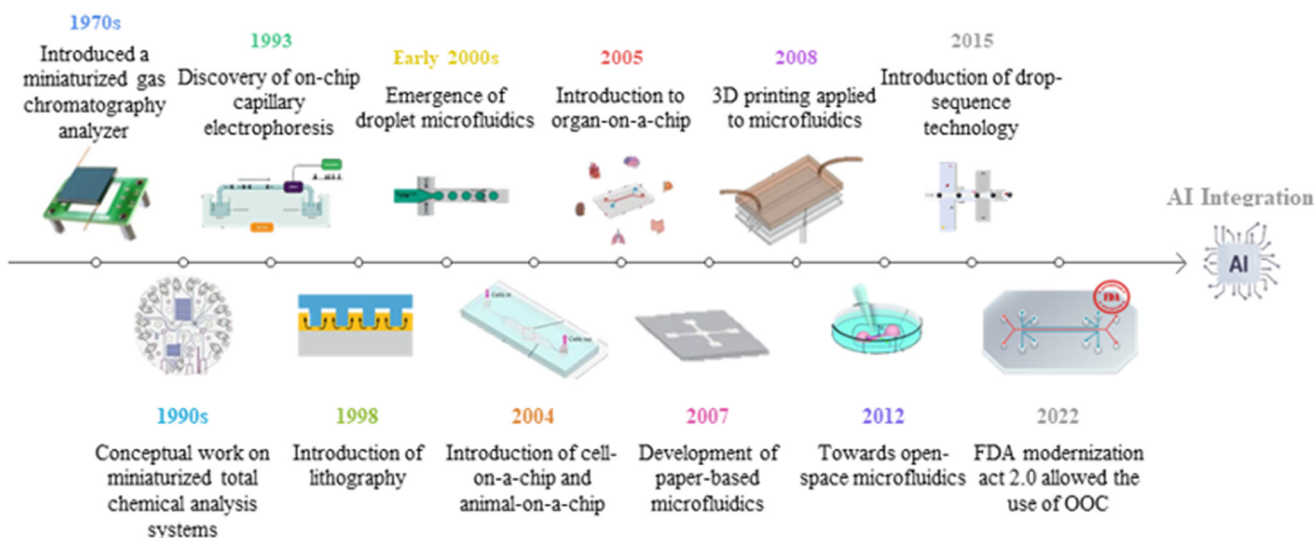 1970s
Introduced a
miniaturized gas
chromatography
analyzer
1993
Discovery of on-chip
capillary
electrophoresis
Early 2000s
Emergence of
droplet microfluidics
2005
Introduction to
organ-on-a-chip
2008
3D printing applied
to microfluidics
2015
Introduction of drop-
sequence
technology
AI Integration
AI
Cells in
Cells out
FDA
1990s
Conceptual work on
miniaturized total
chemical analysis
systems
1998
Introduction of
lithography
2004
Introduction of cell-
on-a-chip and
animal-on-a-chip
2007
Development of
paper-based
microfluidics
2012
Towards open-
space microfluidics
2022
FDA modernization
act 2.0 allowed the
use of OOC